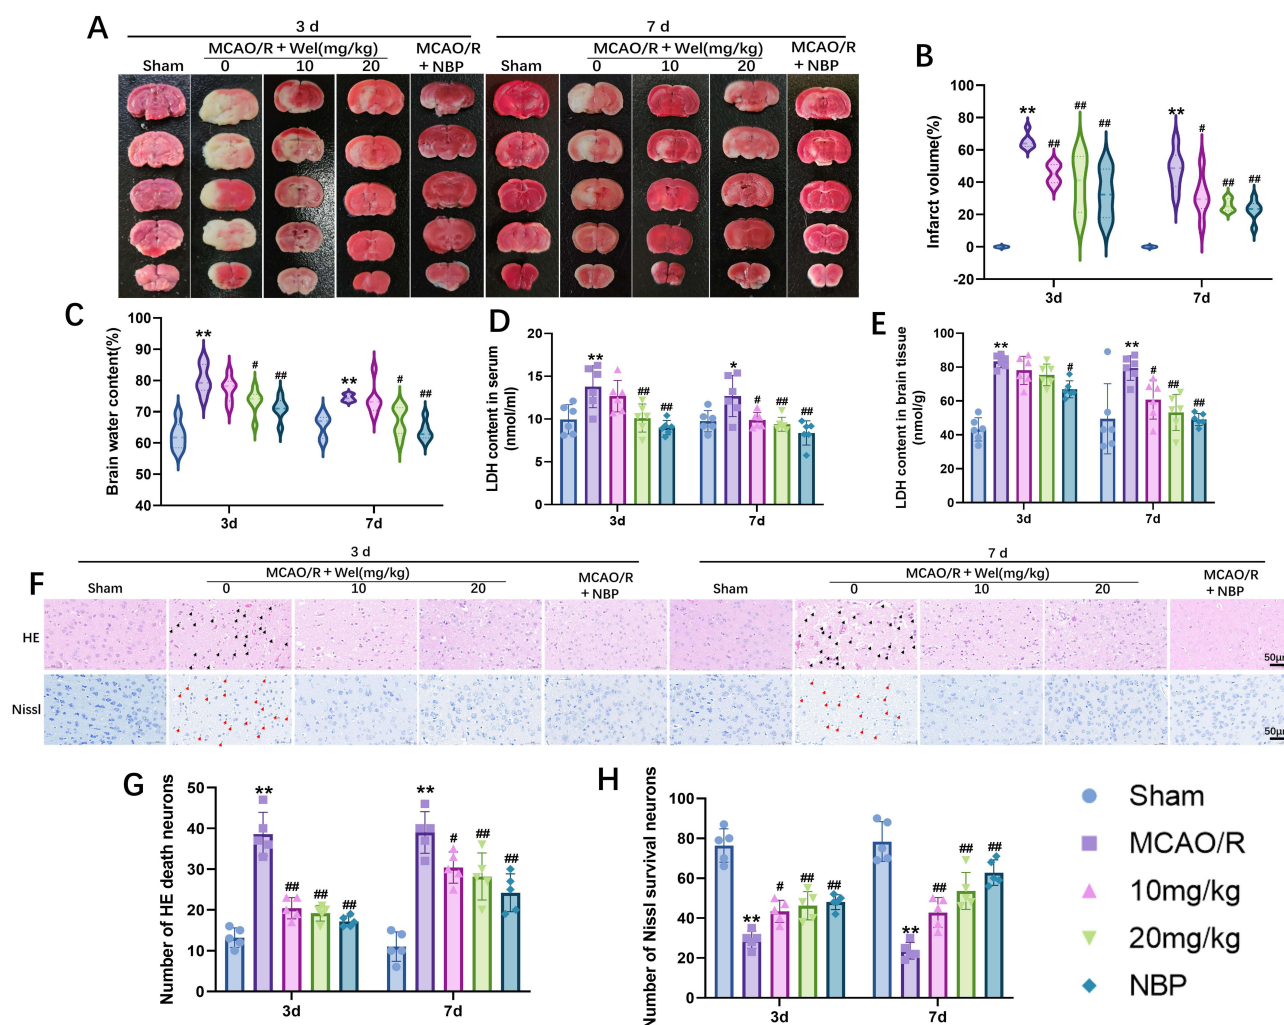 A
3 d
7 d
MCAO/R + Wel(mg/kg)
MCAO/R
+ NBP
MCAO/R + Wel(mg/kg)
MCAO/R
+ NBP
Sham
0
10
20
Sham
0
10
20
B
Infarct volume(%)
100
80
60
40
20
0
-20
**
##
##
##
**
#
##
##
3d
7d
C
Brain water content(%)
100
90
80
70
60
50
40
**
#
##
**
#
##
3d
7d
D
LDH content in serum
(nmol/ml)
20
15
10
5
0
**
##
##
*
#
##
##
3d
7d
E
LDH content in brain tissue
(nmol/g)
100
80
60
40
20
0
**
#
**
#
##
##
3d
7d
F
3 d
7 d
Sham
MCAO/R + Wel(mg/kg)
0
10
20
MCAO/R
+ NBP
Sham
MCAO/R + Wel(mg/kg)
0
10
20
MCAO/R
+ NBP
HE
50μm
Nissl
50μm
G
Number of HE death neurons
50
40
30
20
10
0
**
##
##
##
**
#
##
##
3d
7d
H
Number of Nissl survival neurons
100
80
60
40
20
0
**
#
##
##
**
##
##
##
3d
7d
Sham
MCAO/R
10mg/kg
20mg/kg
NBP